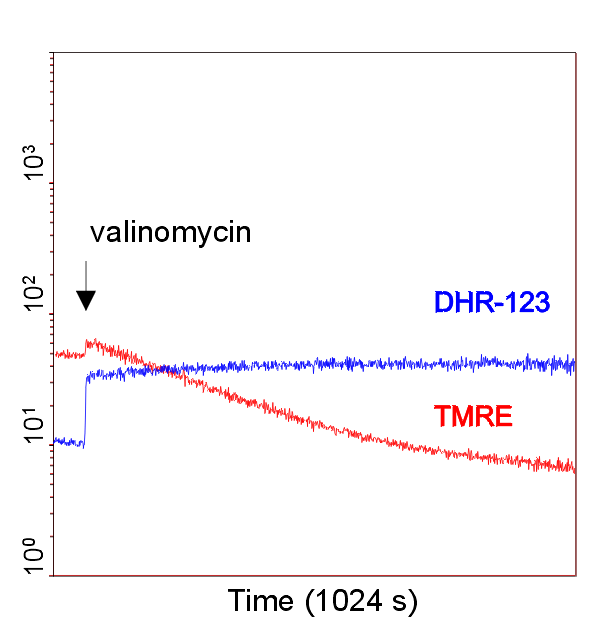 10³
valinomycin
10²
DHR-123
10¹
TMRE
10⁰
Time (1024 s)